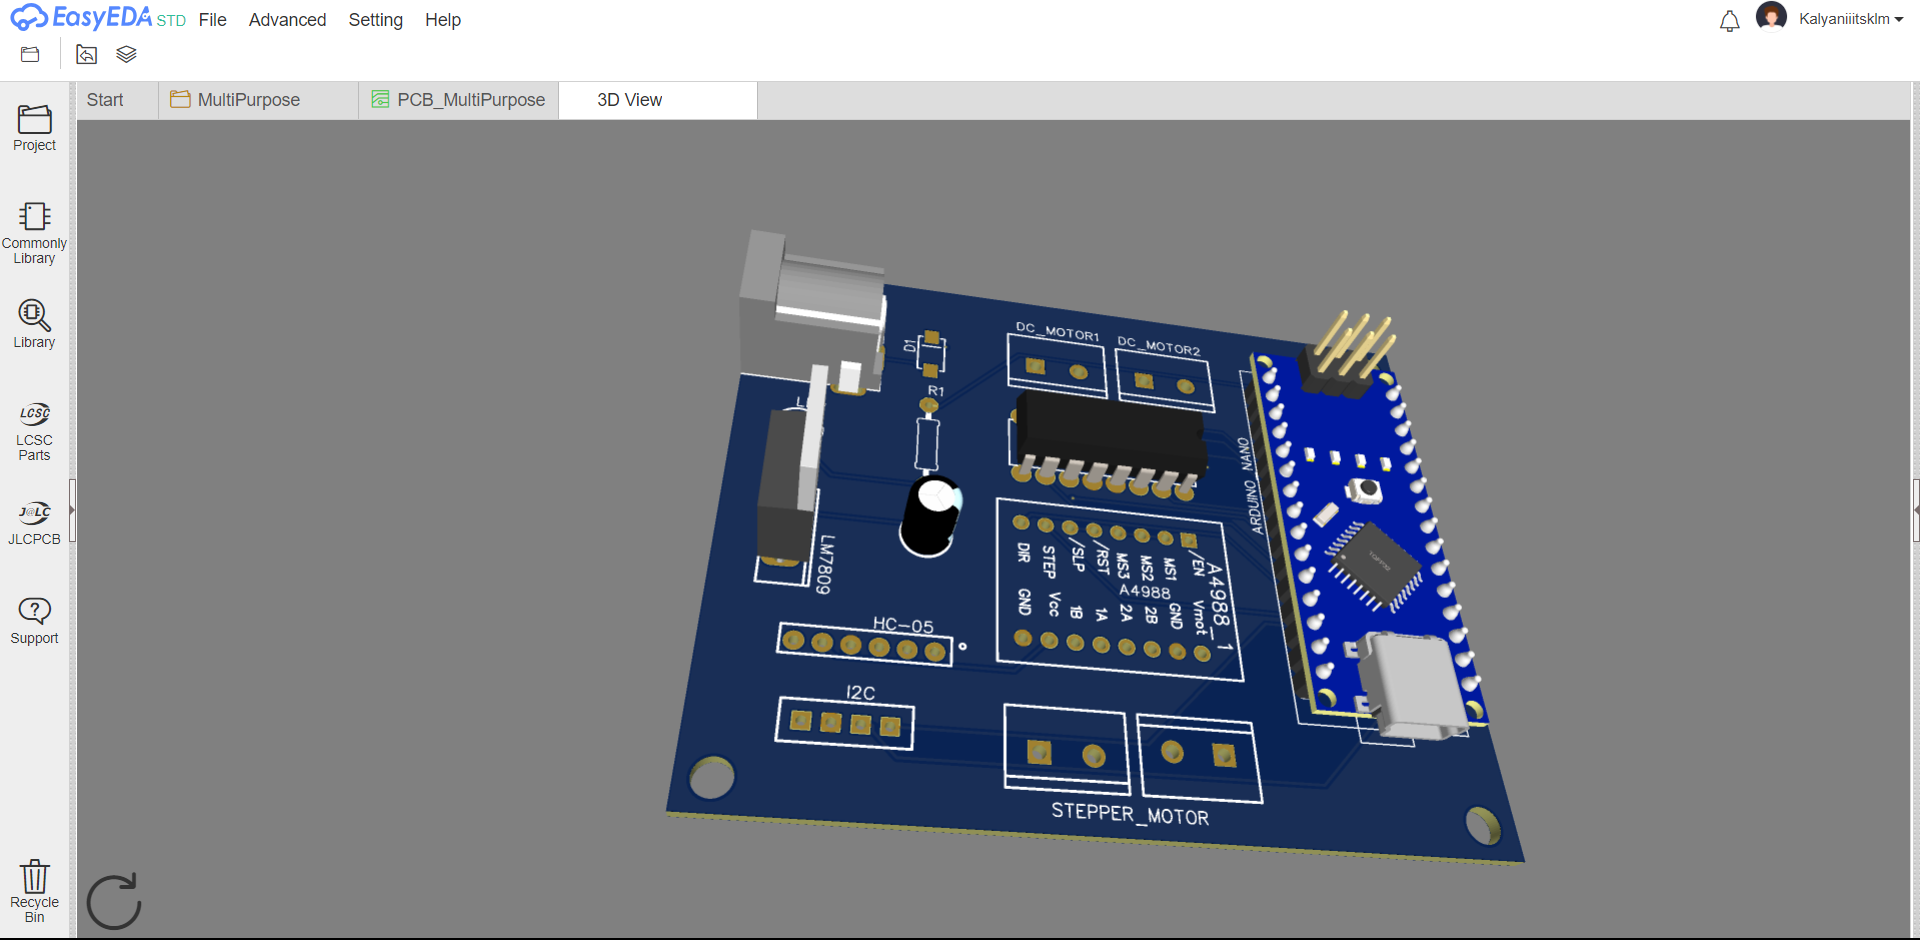 EasyEDA STD File Advanced Setting Help
Kalyaniiitsklm
Start
MultiPurpose
PCB_MultiPurpose
3D View
Project
Commonly
Library
Library
LCSC
LCSC
Parts
J@LC
JLCPCB
Support
Recycle
Bin
DC_MOTOR1
DC_MOTOR2
D1
R1
ARDUINO_NANO
LM7809
DIR
STEP
/SLP
/RST
MS3
MS2
MS1
/EN
A4988_1
A4988
GND
Vcc
1B
1A
2A
2B
GND
Vmot
HC-05
I2C
STEPPER_MOTOR